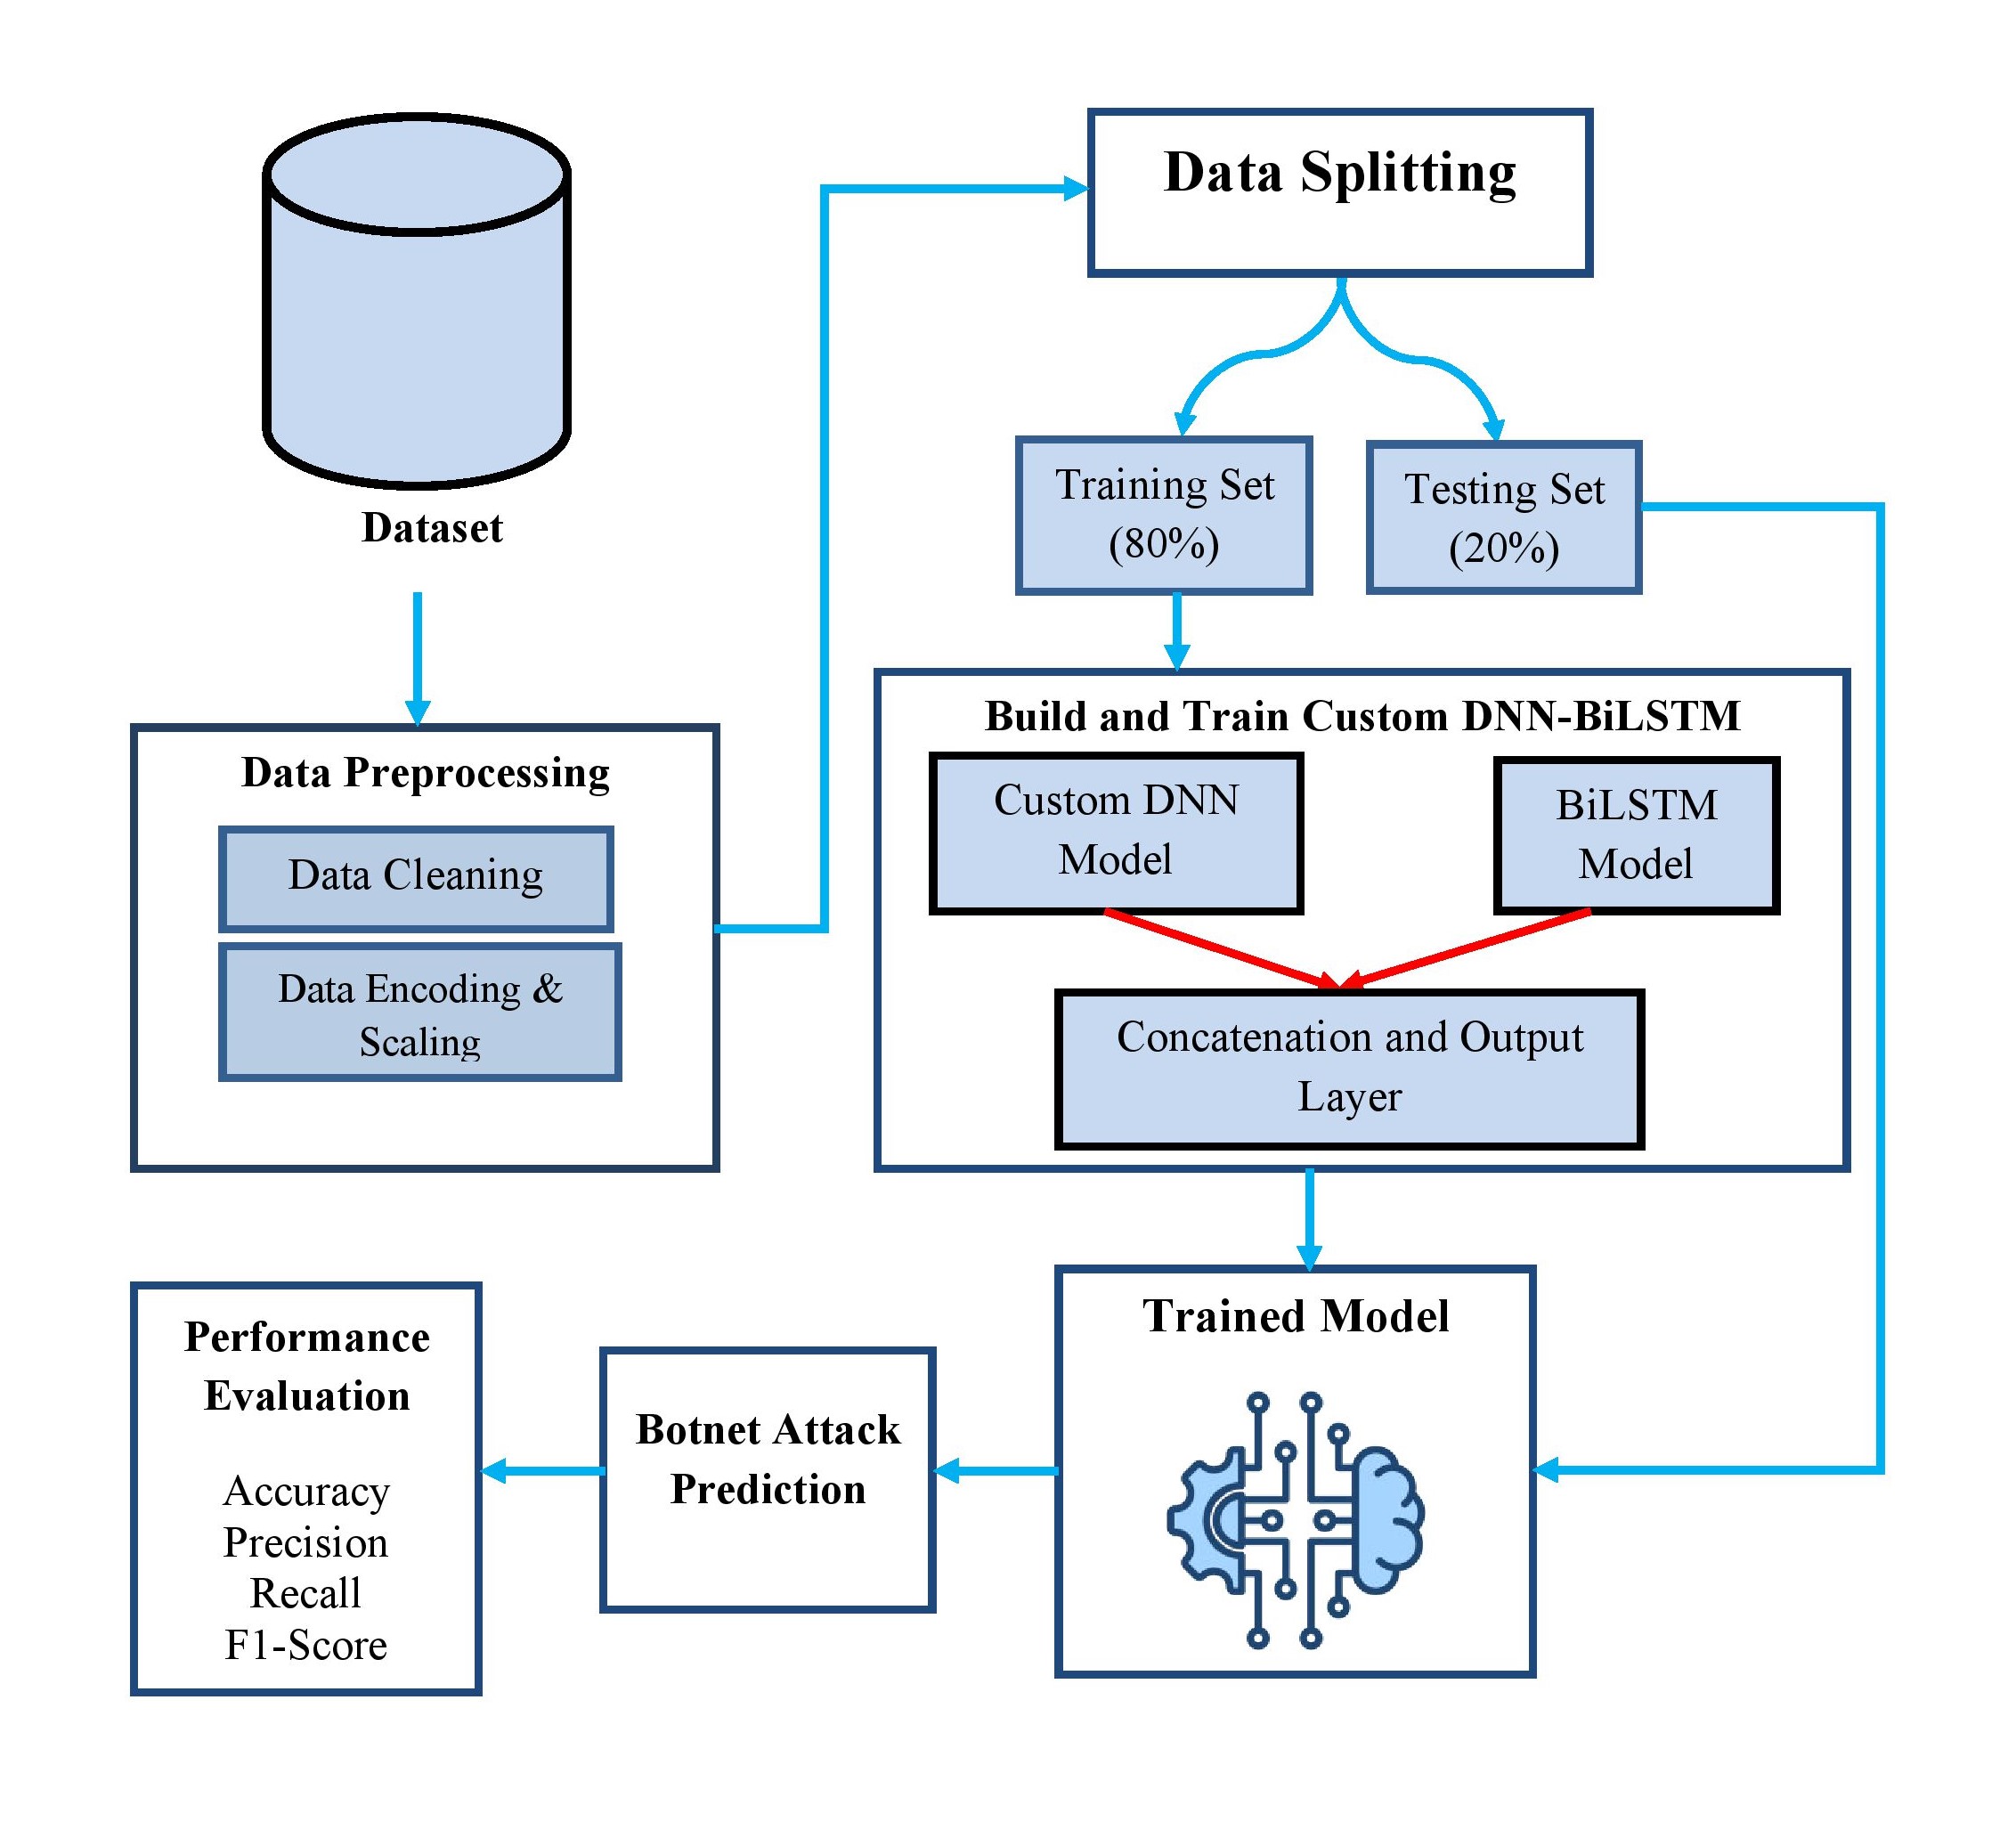 Dataset
Data Preprocessing
Data Cleaning
Data Encoding &
Scaling
Data Splitting
Training Set
(80%)
Testing Set
(20%)
Build and Train Custom DNN-BiLSTM
Custom DNN
Model
BiLSTM
Model
Concatenation and Output
Layer
Trained Model
Botnet Attack
Prediction
Performance
Evaluation
Accuracy
Precision
Recall
F1-Score